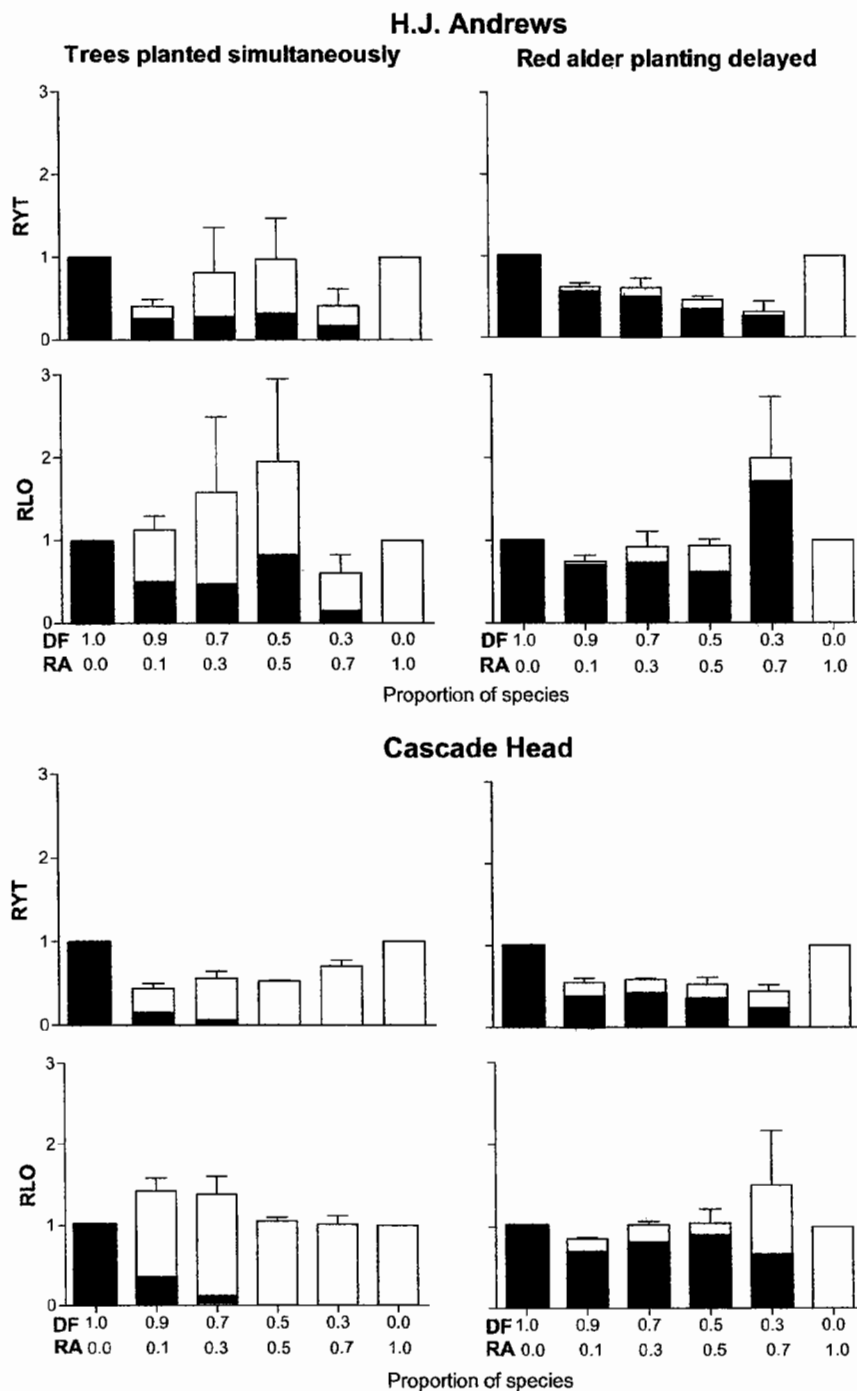 H.J. Andrews
Trees planted simultaneously Red alder planting delayed
3
2
RYT
1
0
3
2
RLO
1
0
DF 1.0 0.9 0.7 0.5 0.3 0.0 1.0 0.9 0.7 0.5 0.3 0.0
RA 0.0 0.1 0.3 0.5 0.7 1.0 0.0 0.1 0.3 0.5 0.7 1.0
Proportion of species
Cascade Head
3
2
RYT
1
0
3
2
RLO
1
0
DF 1.0 0.9 0.7 0.5 0.3 0.0 DF 1.0 0.9 0.7 0.5 0.3 0.0
RA 0.0 0.1 0.3 0.5 0.7 1.0 RA 0.0 0.1 0.3 0.5 0.7 1.0
Proportion of species